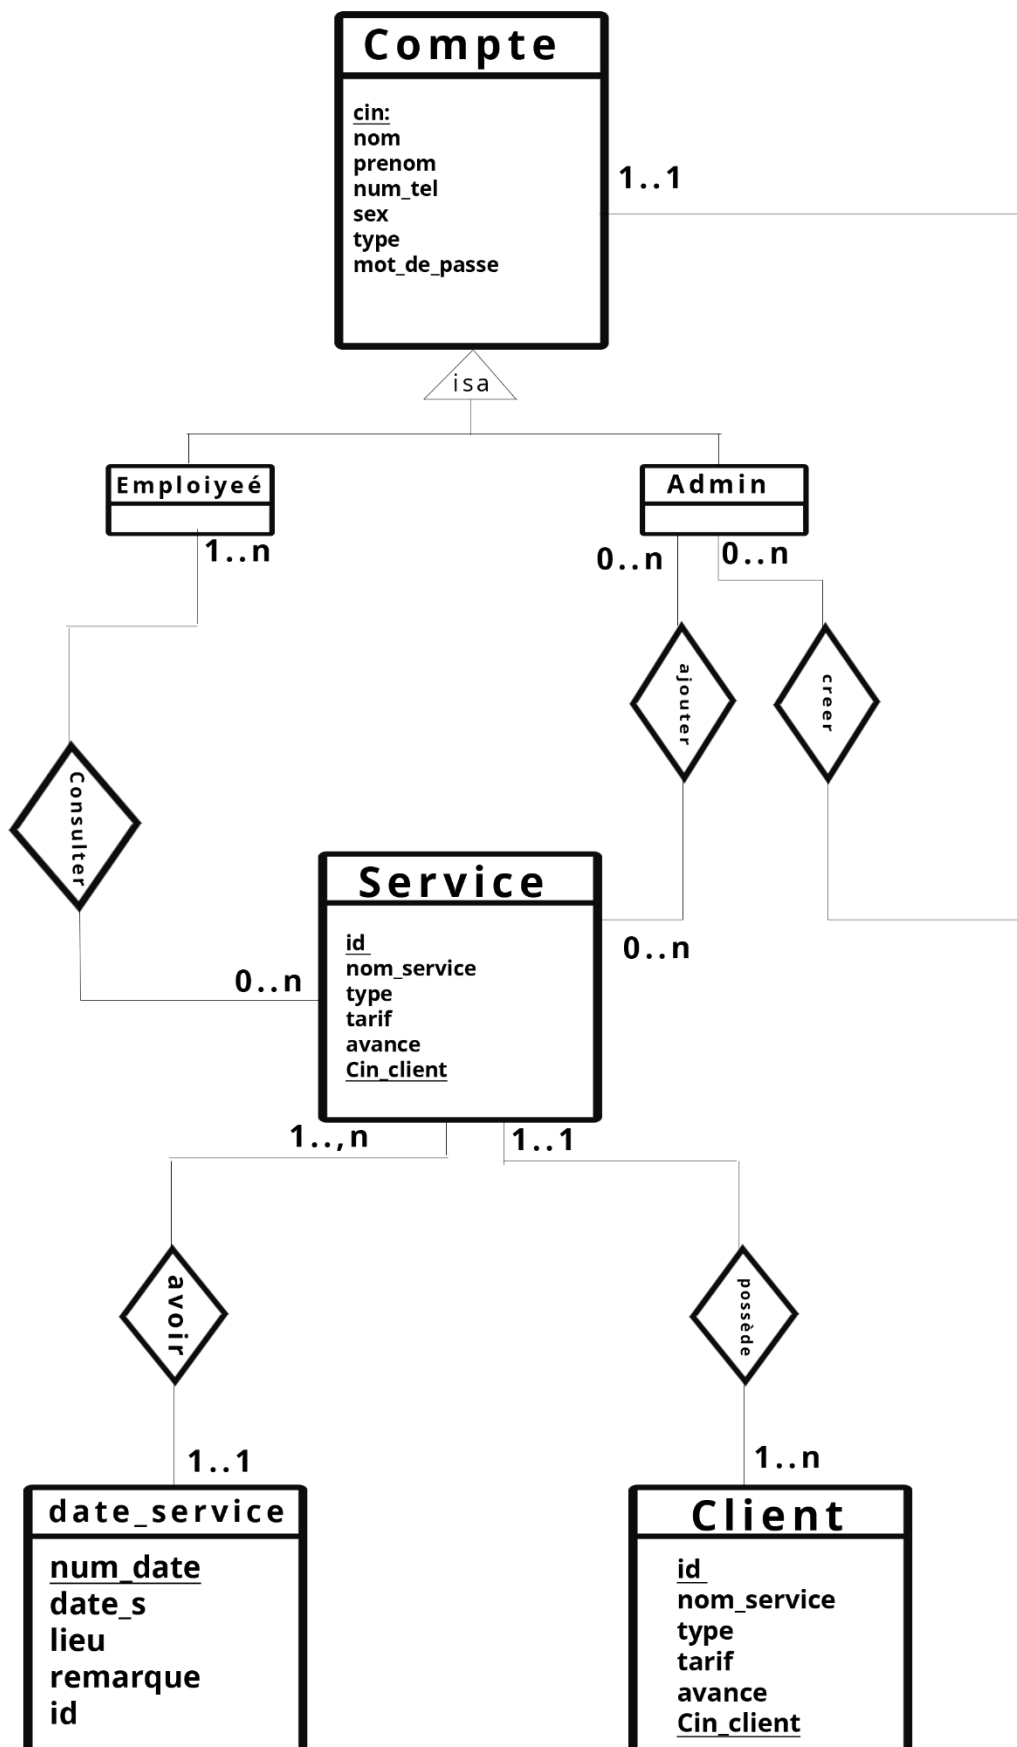 Compte
cin:
nom
prenom
num_tel
sex
type
mot_de_passe
1..1
isa
Emploiyeé
Admin
1..n
0..n
0..n
ajouter
creer
Consulter
Service
id
nom_service
type
tarif
avance
Cin_client
0..n
0..n
1..,n
1..1
avoir
possède
1..1
1..n
date_service
num_date
date_s
lieu
remarque
id
Client
id
nom_service
type
tarif
avance
Cin_client